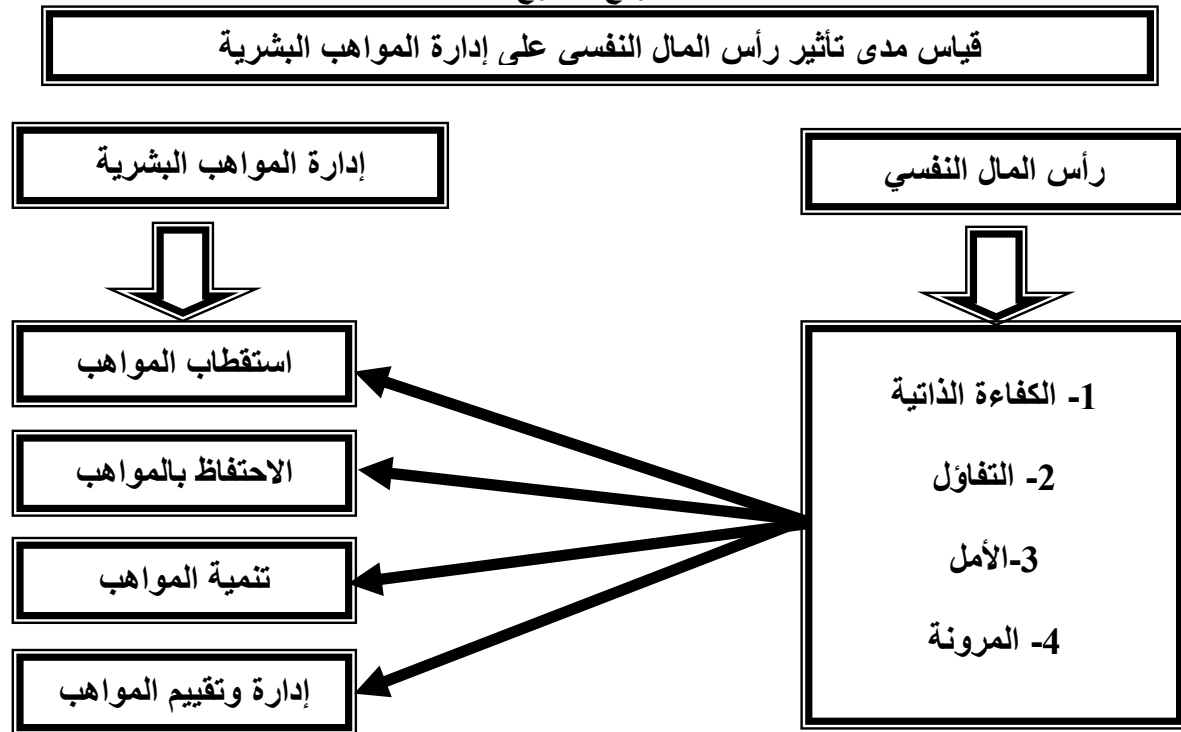 قياس مدى تأثير رأس المال النفسى على إدارة المواهب البشرية
رأس المال النفسي
إدارة المواهب البشرية
1- الكفاءة الذاتية
2- التفاؤل
3-الأمل
4- المرونة
استقطاب المواهب
الاحتفاظ بالمواهب
تنمية المواهب
إدارة وتقييم المواهب